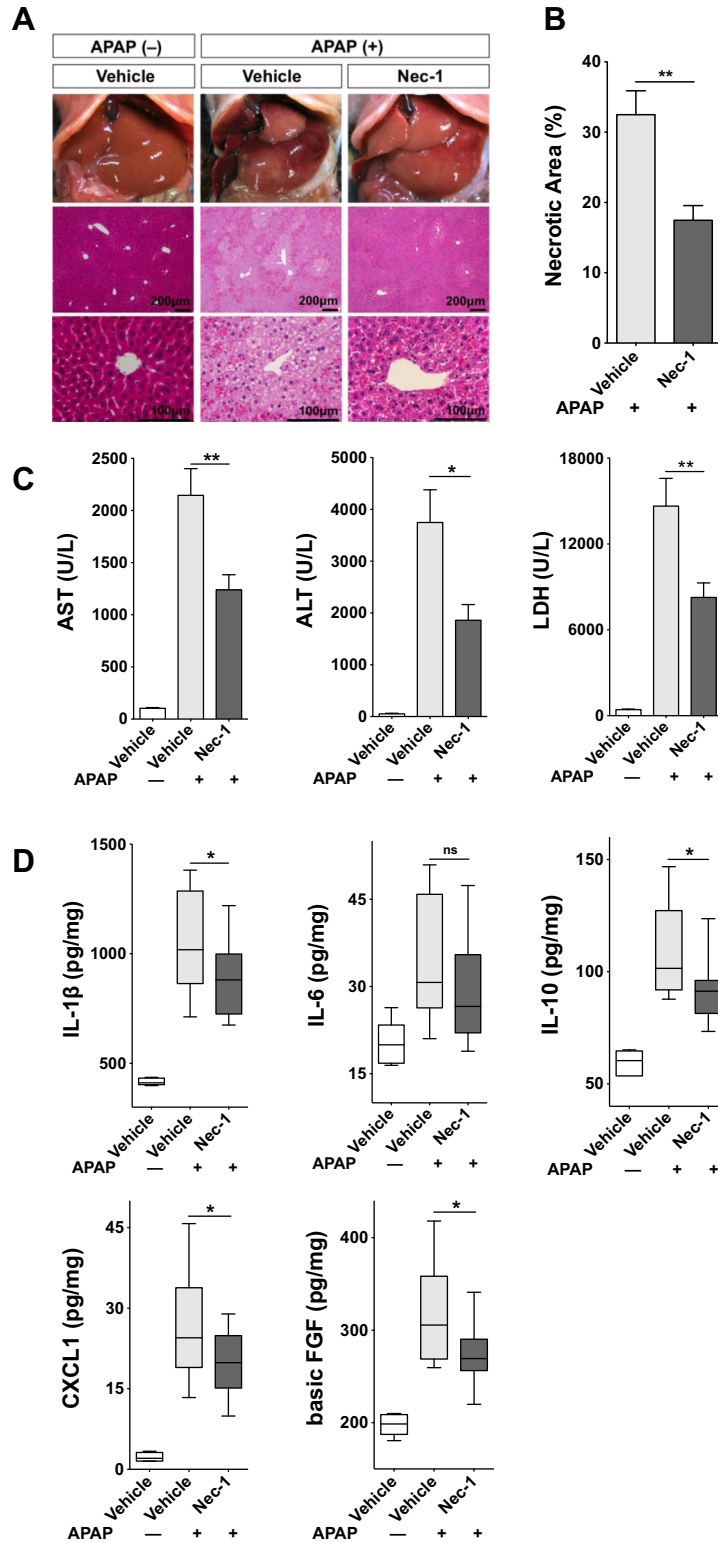 A
APAP (–) APAP (+)
Vehicle Vehicle Nec-1
200μm 200μm 200μm
100μm 100μm 100μm
B
Necrotic Area (%)
40
30
20
10
0
**
Vehicle Nec-1
APAP + +
C
AST (U/L)
2500
2000
1500
1000
500
0
**
Vehicle Vehicle Nec-1
APAP — + +
ALT (U/L)
5000
4000
3000
2000
1000
0
*
Vehicle Vehicle Nec-1
APAP — + +
LDH (U/L)
18000
12000
6000
0
**
Vehicle Vehicle Nec-1
APAP — + +
D
IL-1β (pg/mg)
1500
1000
500
*
Vehicle Vehicle Nec-1
APAP — + +
IL-6 (pg/mg)
45
30
15
ns
Vehicle Vehicle Nec-1
APAP — + +
IL-10 (pg/mg)
150
100
50
*
Vehicle Vehicle Nec-1
APAP — + +
CXCL1 (pg/mg)
45
30
15
0
*
Vehicle Vehicle Nec-1
APAP — + +
basic FGF (pg/mg)
400
300
200
*
Vehicle Vehicle Nec-1
APAP — + +